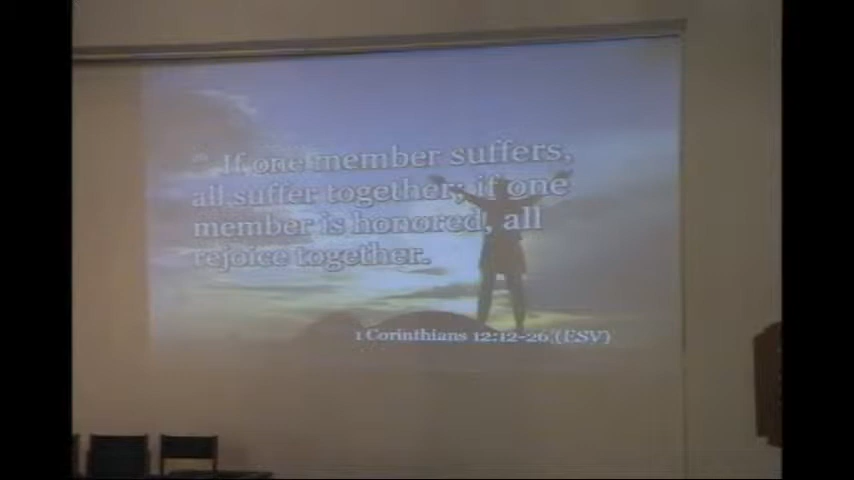 If one member suffers,
all suffer together; if one
member is honored, all
rejoice together.
1 Corinthians 12:12-26 (ESV)